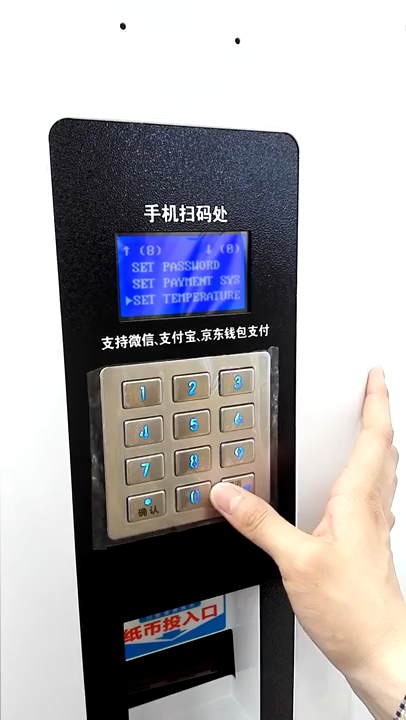 手机扫码处
↑ (8) ↓ (0)
SET PASSWORD
SET PAYMENT SYS
▶SET TEMPERATURE
支持微信、支付宝、京东钱包支付
1 2 3
4 5 6
7 8 9
* 0
确认
纸币投入口